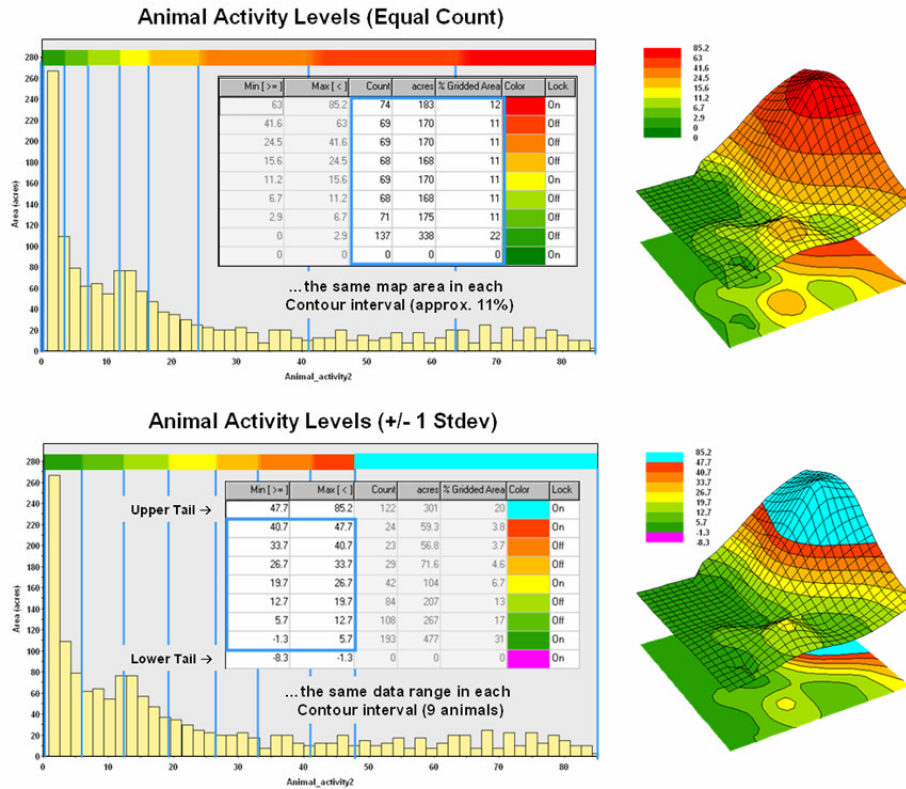 Animal Activity Levels (Equal Count)
280
260
240
220
200
180
160
140
120
100
80
60
40
20
0
Area (acres)
0 10 20 30 40 50 60 70 80
Animal_activity2
Min [ >= ] Max [ < ] Count acres % Gridded Area Color Lock
63 85.2 74 183 12 On
41.6 63 69 170 11 Off
24.5 41.6 69 170 11 Off
15.6 24.5 68 168 11 Off
11.2 15.6 69 170 11 On
6.7 11.2 68 168 11 Off
2.9 6.7 71 175 11 Off
0 2.9 137 338 22 Off
0 0 0 0 0 On
...the same map area in each
Contour interval (approx. 11%)
85.2
63
41.6
24.5
15.6
11.2
6.7
2.9
0
0
Animal Activity Levels (+/- 1 Stdev)
280
260
240
220
200
180
160
140
120
100
80
60
40
20
0
Area (acres)
0 10 20 30 40 50 60 70 80
Animal_activity2
Min [ >= ] Max [ < ] Count acres % Gridded Area Color Lock
Upper Tail → 47.7 85.2 122 301 20 On
40.7 47.7 24 59.3 3.8 On
33.7 40.7 23 56.8 3.7 Off
26.7 33.7 29 71.6 4.6 Off
19.7 26.7 42 104 6.7 On
12.7 19.7 84 207 13 Off
5.7 12.7 108 267 17 Off
-1.3 5.7 193 477 31 On
Lower Tail → -8.3 -1.3 0 0 0 On
...the same data range in each
Contour interval (9 animals)
85.2
47.7
40.7
33.7
26.7
19.7
12.7
5.7
-1.3
-8.3